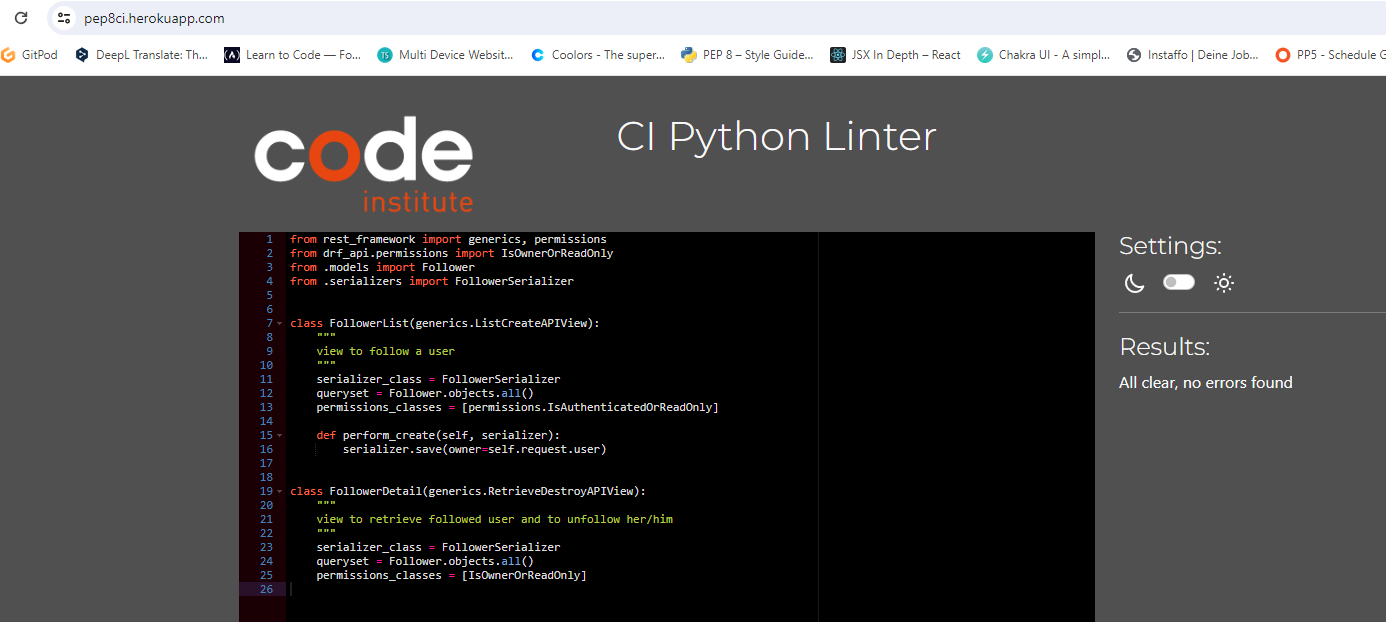 pep8ci.herokuapp.com
GitPod
DeepL Translate: Th...
Learn to Code — Fo...
TS
Multi Device Websit...
Coolors - The super...
PEP 8 – Style Guide...
JSX In Depth – React
Chakra UI - A simpl...
Instaffo | Deine Job...
PP5 - Schedule G
code
institute
CI Python Linter
1 from rest_framework import generics, permissions
2 from drf_api.permissions import IsOwnerOrReadOnly
3 from .models import Follower
4 from .serializers import FollowerSerializer
5
6
7 class FollowerList(generics.ListCreateAPIView):
8     """
9     view to follow a user
10     """
11     serializer_class = FollowerSerializer
12     queryset = Follower.objects.all()
13     permissions_classes = [permissions.IsAuthenticatedOrReadOnly]
14
15     def perform_create(self, serializer):
16         serializer.save(owner=self.request.user)
17
18
19 class FollowerDetail(generics.RetrieveDestroyAPIView):
20     """
21     view to retrieve followed user and to unfollow her/him
22     """
23     serializer_class = FollowerSerializer
24     queryset = Follower.objects.all()
25     permissions_classes = [IsOwnerOrReadOnly]
26
Settings:
Results:
All clear, no errors found